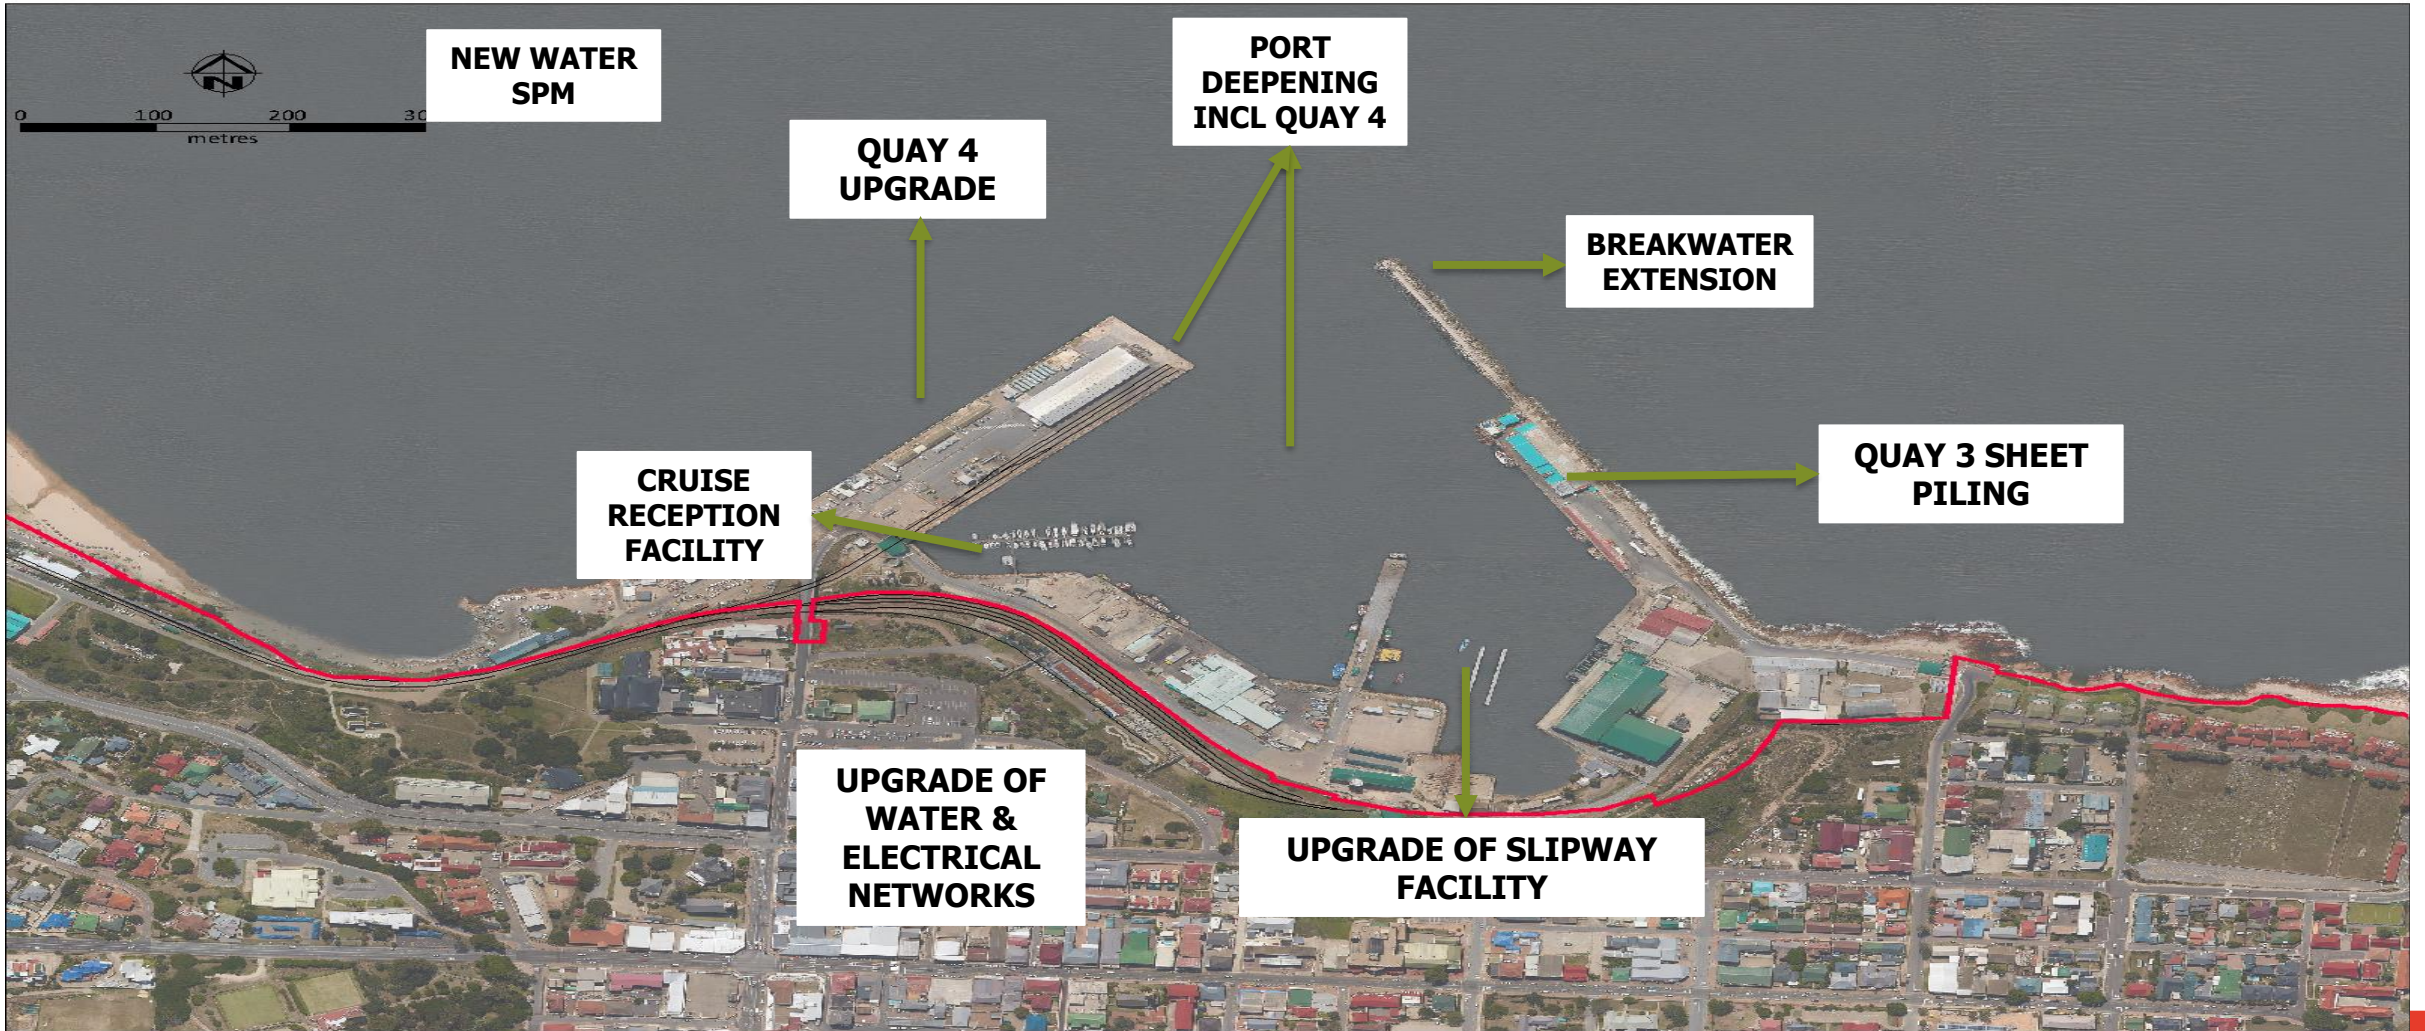 NEW WATER
SPM
N
0 100 200 30
metres
PORT
DEEPENING
INCL QUAY 4
QUAY 4
UPGRADE
BREAKWATER
EXTENSION
CRUISE
RECEPTION
FACILITY
QUAY 3 SHEET
PILING
UPGRADE OF
WATER &
ELECTRICAL
NETWORKS
UPGRADE OF SLIPWAY
FACILITY